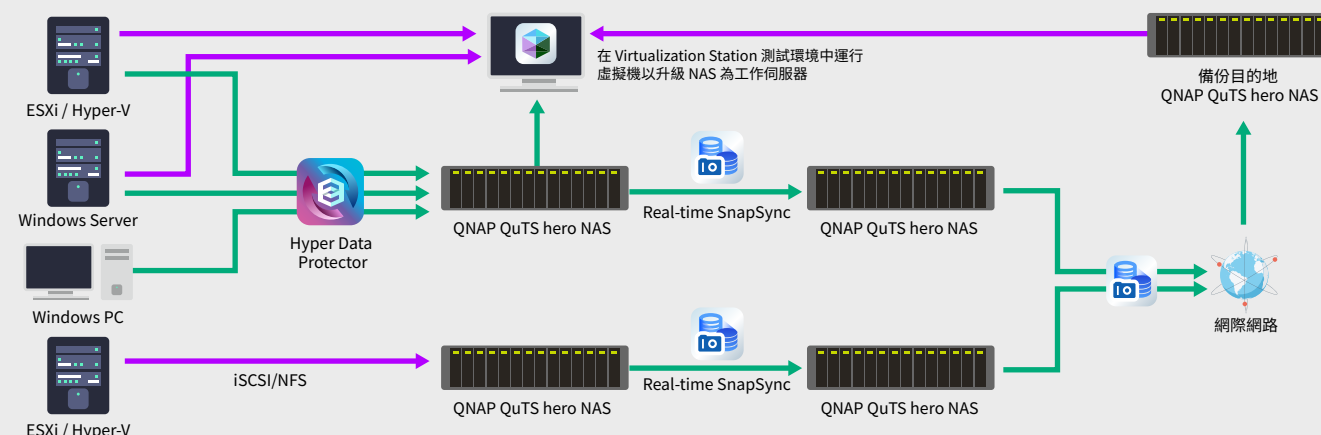 ESXi / Hyper-V
在 Virtualization Station 測試環境中運行
虛擬機以升級 NAS 為工作伺服器
備份目的地
QNAP QuTS hero NAS
Windows Server
Hyper Data
Protector
QNAP QuTS hero NAS
Real-time SnapSync
QNAP QuTS hero NAS
Windows PC
網際網路
iSCSI/NFS
Real-time SnapSync
QNAP QuTS hero NAS
QNAP QuTS hero NAS
ESXi / Hyper-V